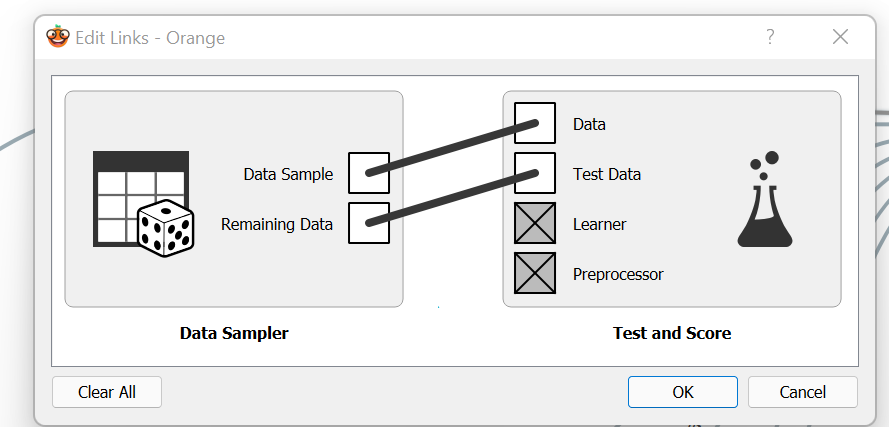 Edit Links - Orange
?
Data Sample
Remaining Data
Data Sampler
Data
Test Data
Learner
Preprocessor
Test and Score
Clear All
OK
Cancel